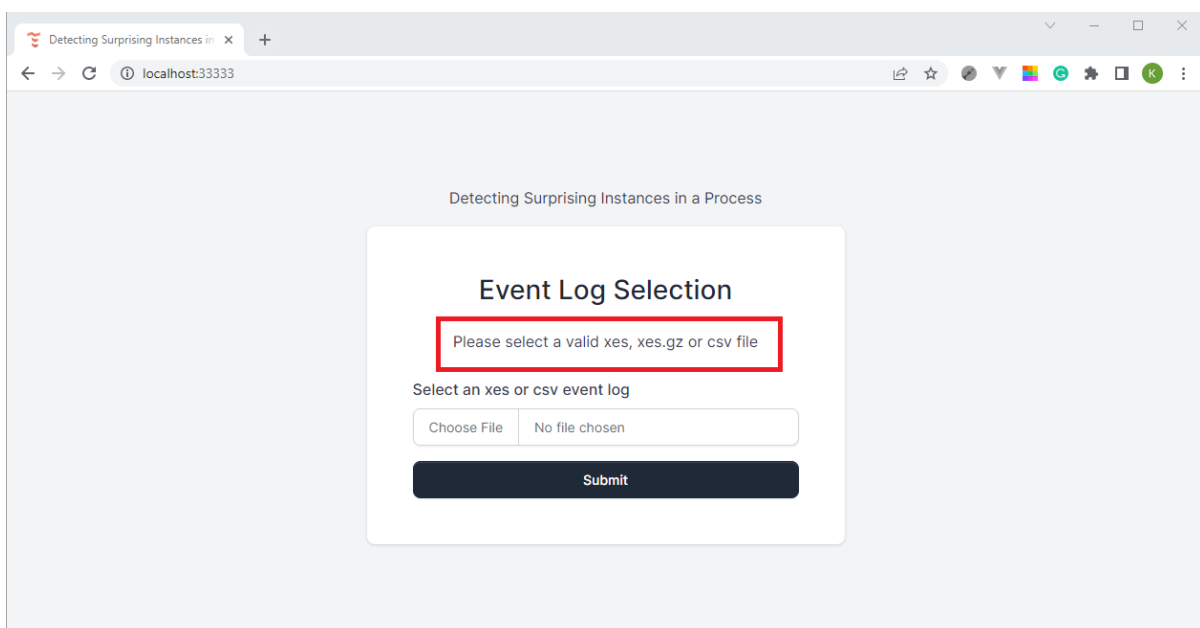 Detecting Surprising Instances in
localhost:33333
K
Detecting Surprising Instances in a Process
Event Log Selection
Please select a valid xes, xes.gz or csv file
Select an xes or csv event log
Choose File No file chosen
Submit